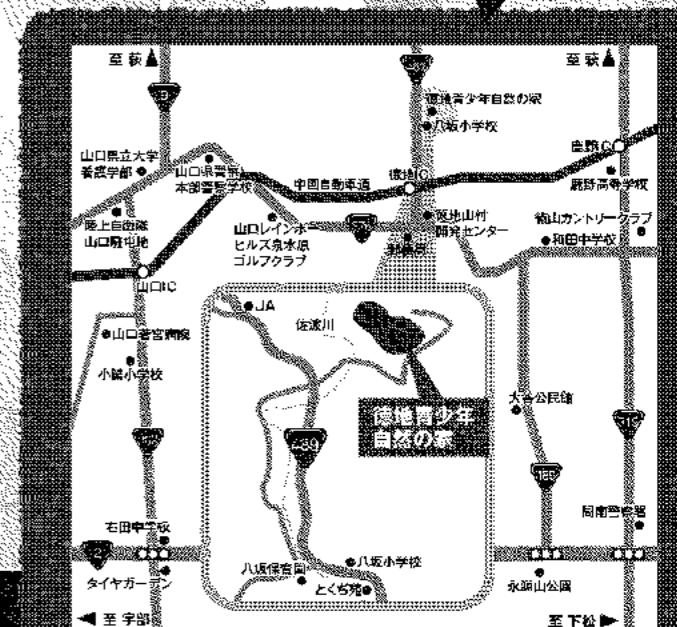 至 萩▲
至 萩▲
9
徳地青少年自然の家
八坂小学校
山口県立大学
看護学部
山口県警察
本部警察学校
中国自動車道
徳地IC
鹿野IC
鹿野高等学校
陸上自衛隊
山口駐屯地
山口レインボー
ヒルズ泉水原
ゴルフクラブ
徳地山村
開発センター
徳山カントリークラブ
和田中学校
山口IC
JA
佐波川
山口若宮病院
小鯖小学校
徳地青少年
自然の家
489
大谷公民館
周南警察署
右田中学校
タイヤガーデン
八坂保育園
八坂小学校
とくぢ苑
永源山公園
◀ 至 宇部
至 下松▶